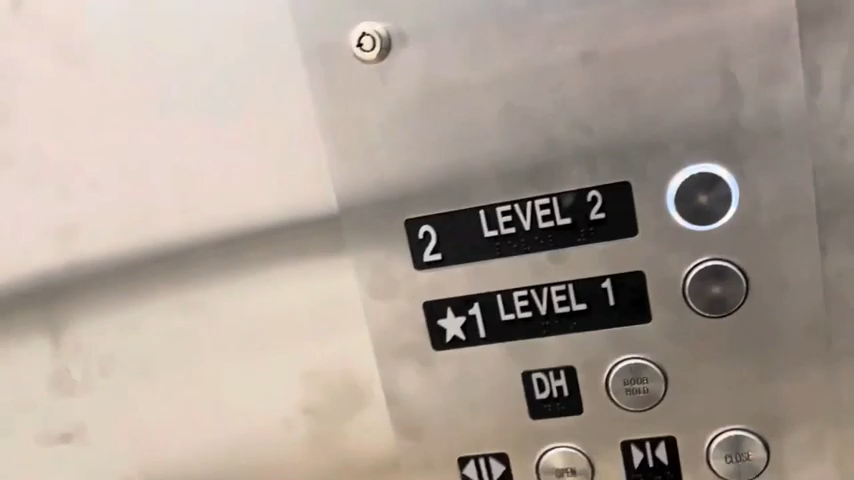 2 LEVEL 2
★1 LEVEL 1
DH DOOR HOLD
OPEN CLOSE